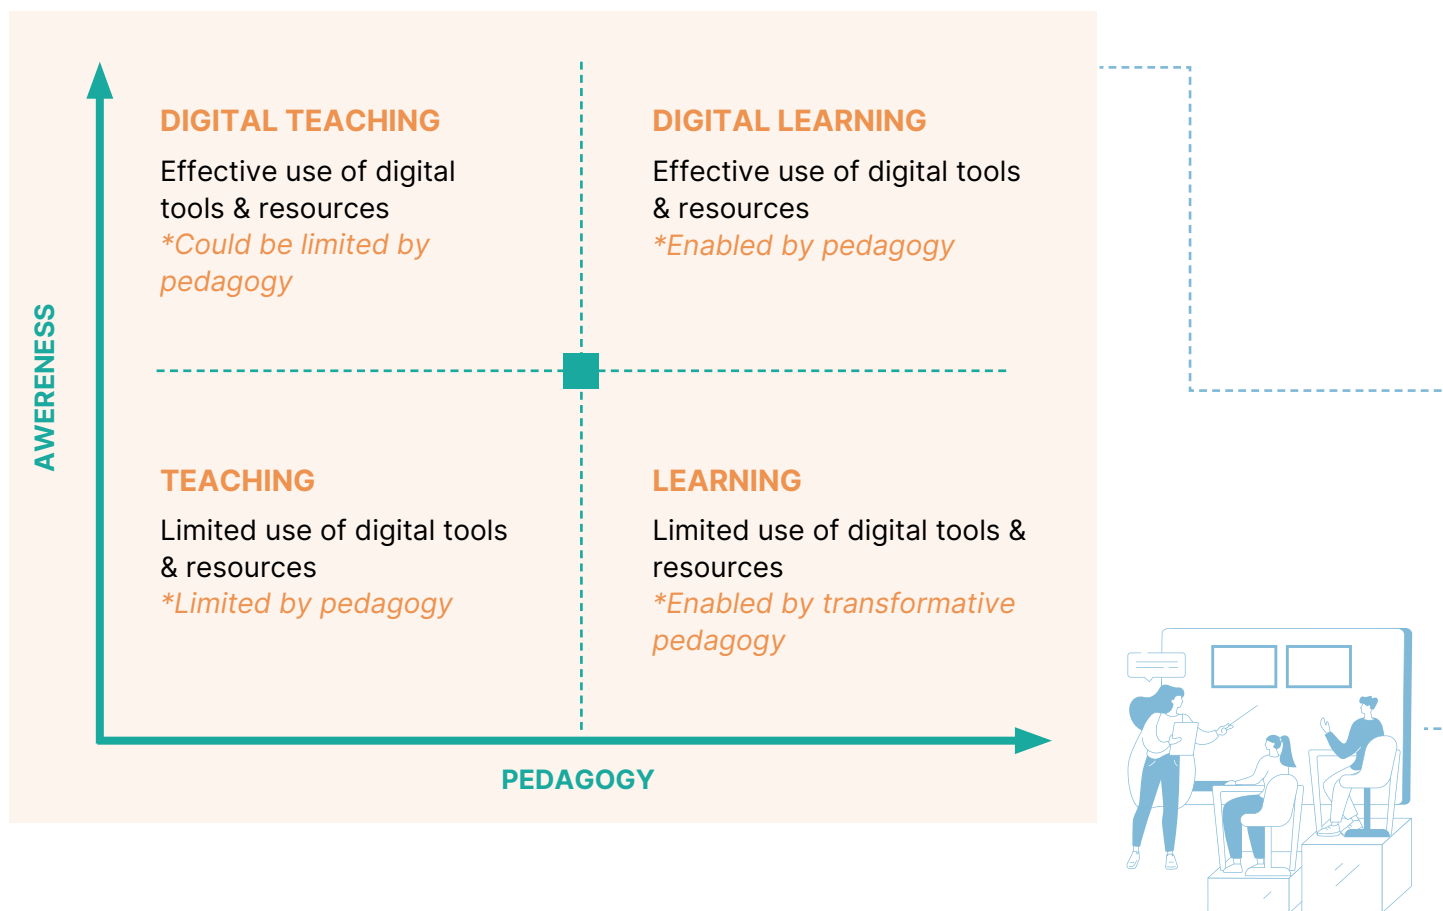 DIGITAL TEACHING
Effective use of digital
tools & resources
*Could be limited by
pedagogy
DIGITAL LEARNING
Effective use of digital tools
& resources
*Enabled by pedagogy
AWERENESS
TEACHING
Limited use of digital tools
& resources
*Limited by pedagogy
LEARNING
Limited use of digital tools &
resources
*Enabled by transformative
pedagogy
PEDAGOGY